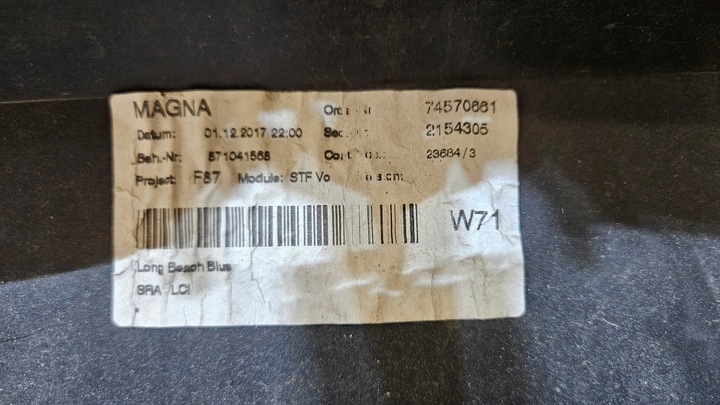 MAGNA 74570661
Datum: 01.12.2017 22:00 2154305
Beh.-Nr: 871041568 23684/3
Project: F87 Module: STF Vo
W71
Long Beach Blue
SRA LCI